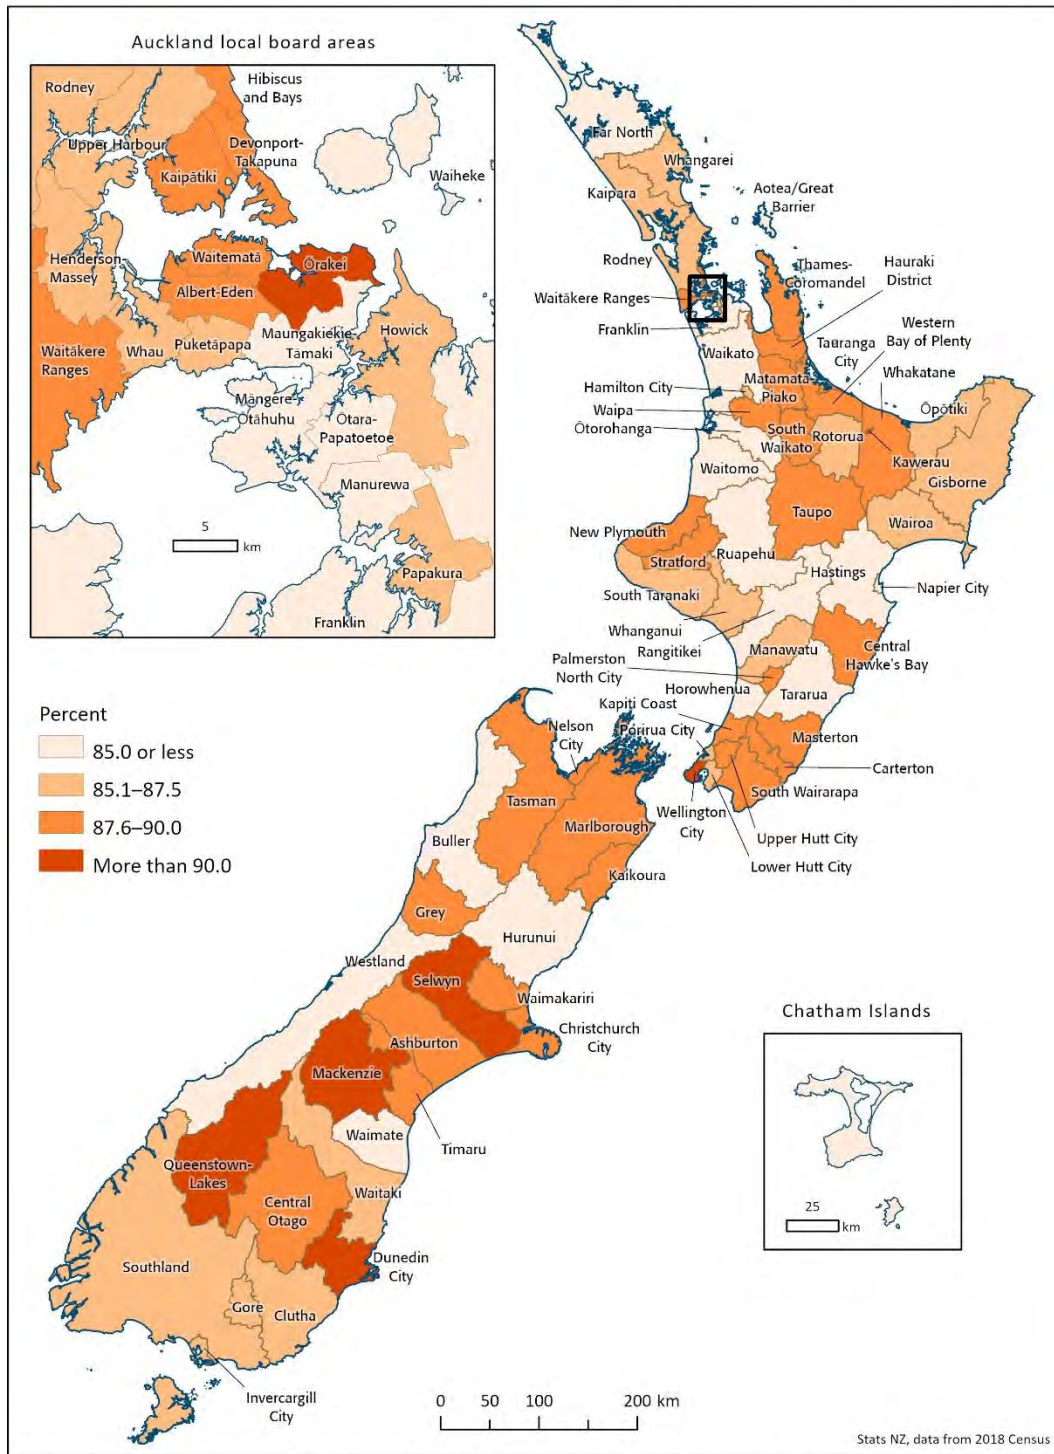 Auckland local board areas
Rodney
Hibiscus
and Bays
Upper Harbour
Devonport-
Takapuna
Kaipātiki
Waiheke
Henderson-
Massey
Waitematā
Ōrakei
Albert-Eden
Waitākere
Ranges
Whau
Puketāpapa
Maungakiekie-
Tāmaki
Howick
Māngere-
Ōtāhuhu
Ōtara-
Papatoetoe
Manurewa
5
km
Papakura
Franklin
Far North
Whangarei
Kaipara
Aotea/Great
Barrier
Rodney
Thames-
Coromandel
Hauraki
District
Waitākere Ranges
Franklin
Western
Bay of Plenty
Tauranga
City
Waikato
Whakatane
Matamata-
Piako
Hamilton City
Ōpōtiki
Waipa
Ōtorohanga
South
Waikato
Rotorua
Kawerau
Gisborne
Waitomo
Taupo
Wairoa
New Plymouth
Ruapehu
Stratford
Hastings
Napier City
South Taranaki
Whanganui
Rangitikei
Manawatu
Central
Hawke's Bay
Palmerston
North City
Horowhenua
Tararua
Kapiti Coast
Porirua City
Masterton
Carterton
South Wairarapa
Wellington
City
Upper Hutt City
Lower Hutt City
Percent
85.0 or less
85.1–87.5
87.6–90.0
More than 90.0
Nelson
City
Tasman
Marlborough
Buller
Kaikoura
Grey
Hurunui
Westland
Selwyn
Waimakariri
Christchurch
City
Ashburton
Mackenzie
Timaru
Waimate
Queenstown-
Lakes
Waitaki
Central
Otago
Dunedin
City
Southland
Gore
Clutha
Invercargill
City
Chatham Islands
25
km
0 50 100 200 km
Stats NZ, data from 2018 Census